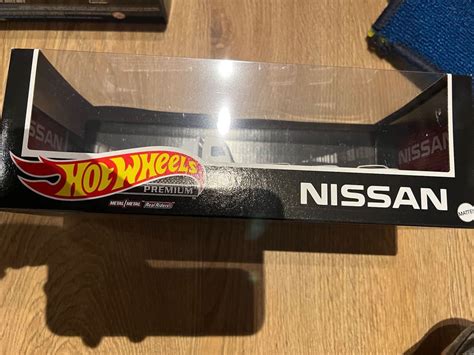 NISSAN
NISSAN
HOT WHEELS
PREMIUM
METAL/METAL Real Riders
NISSAN
MATTEL